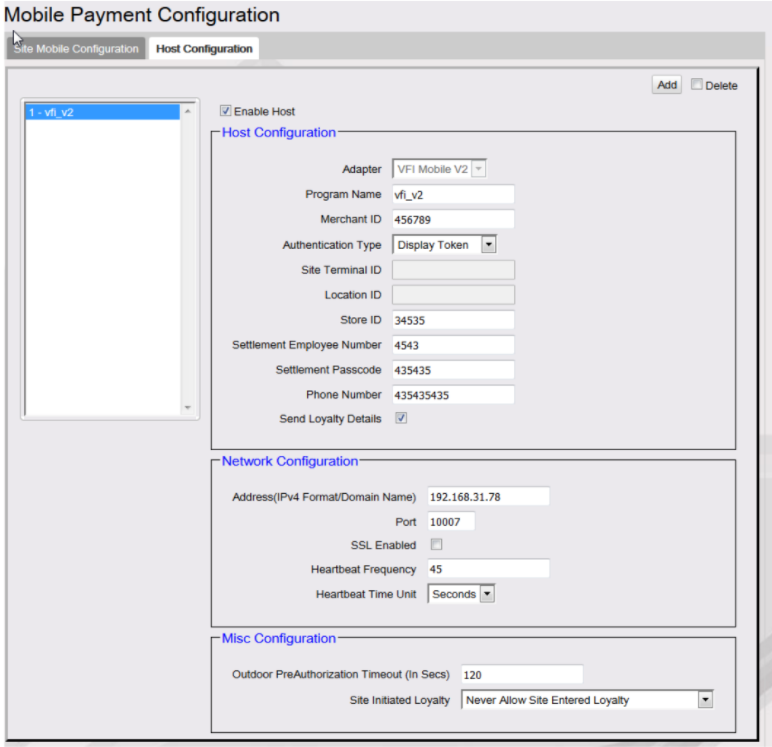 Mobile Payment Configuration
Site Mobile Configuration
Host Configuration
Add
Delete
1 - vfi_v2
Enable Host
Host Configuration
Adapter VFI Mobile V2
Program Name vfi_v2
Merchant ID 456789
Authentication Type Display Token
Site Terminal ID
Location ID
Store ID 34535
Settlement Employee Number 4543
Settlement Passcode 435435
Phone Number 435435435
Send Loyalty Details
Network Configuration
Address(IPv4 Format/Domain Name) 192.168.31.78
Port 10007
SSL Enabled
Heartbeat Frequency 45
Heartbeat Time Unit Seconds
Misc Configuration
Outdoor PreAuthorization Timeout (In Secs) 120
Site Initiated Loyalty Never Allow Site Entered Loyalty